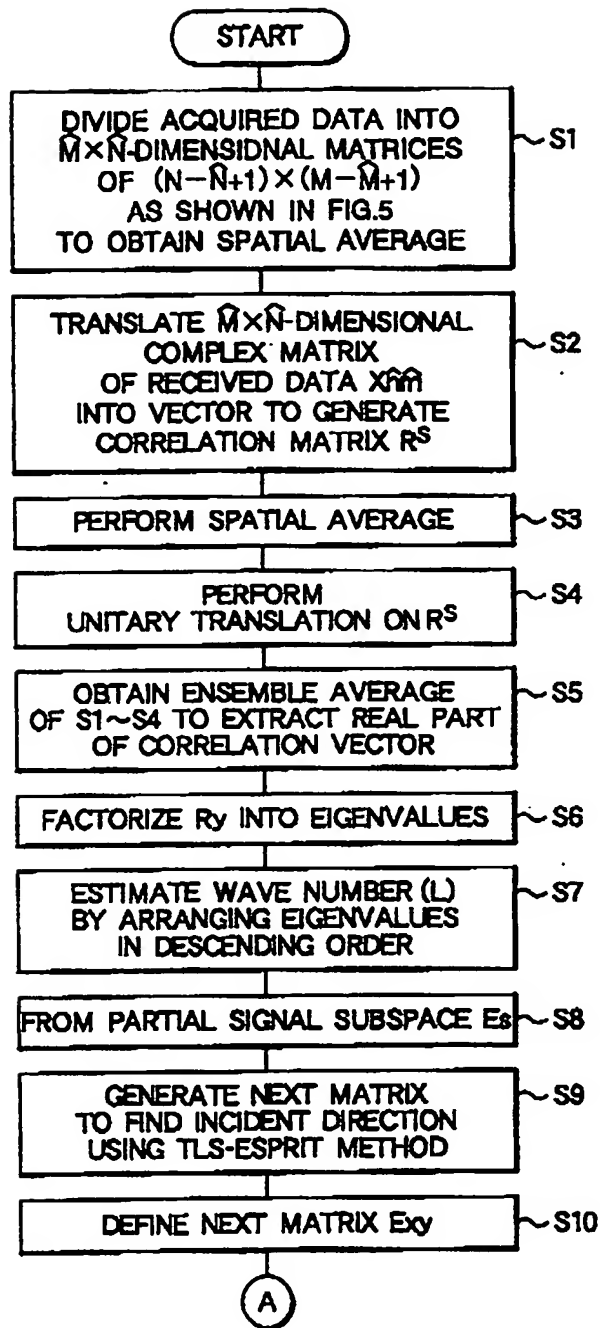 START
DIVIDE ACQUIRED DATA INTO
M̂×N̂-DIMENSIDNAL MATRICES
OF (N−N̂+1)×(M−M̂+1)
AS SHOWN IN FIG.5
TO OBTAIN SPATIAL AVERAGE
~S1
TRANSLATE M̂×N̂-DIMENSIONAL
COMPLEX MATRIX
OF RECEIVED DATA Xn̂m̂
INTO VECTOR TO GENERATE
CORRELATION MATRIX Rˢ
~S2
PERFORM SPATIAL AVERAGE
~S3
PERFORM
UNITARY TRANSLATION ON Rˢ
~S4
OBTAIN ENSEMBLE AVERAGE
OF S1~S4 TO EXTRACT REAL PART
OF CORRELATION VECTOR
~S5
FACTORIZE Ry INTO EIGENVALUES
~S6
ESTIMATE WAVE NUMBER (L)
BY ARRANGING EIGENVALUES
IN DESCENDING ORDER
~S7
FROM PARTIAL SIGNAL SUBSPACE Es
~S8
GENERATE NEXT MATRIX
TO FIND INCIDENT DIRECTION
USING TLS-ESPRIT METHOD
~S9
DEFINE NEXT MATRIX Exy
~S10
A